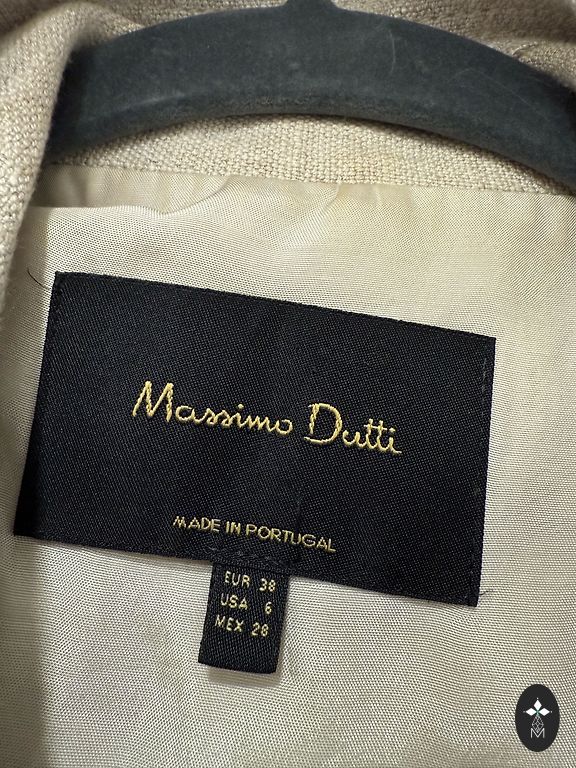 Massimo Dutti
MADE IN PORTUGAL
EUR 38
USA 6
MEX 28
M